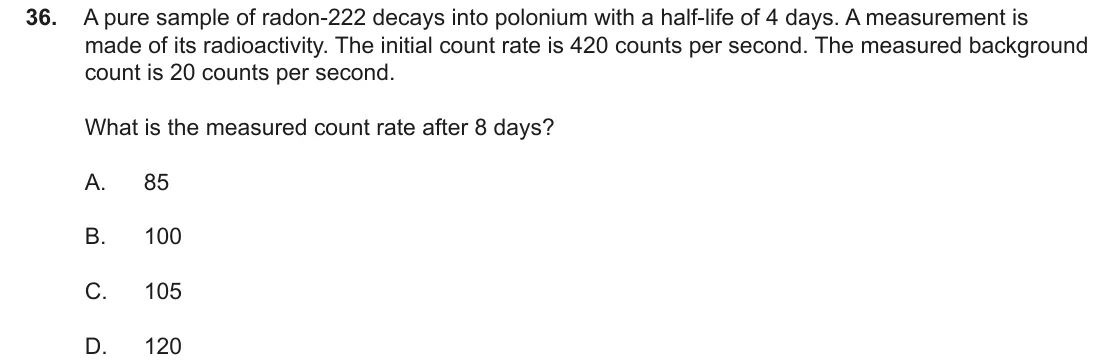 36. A pure sample of radon-222 decays into polonium with a half-life of 4 days. A measurement is
made of its radioactivity. The initial count rate is 420 counts per second. The measured background
count is 20 counts per second.
What is the measured count rate after 8 days?
A. 85
B. 100
C. 105
D. 120